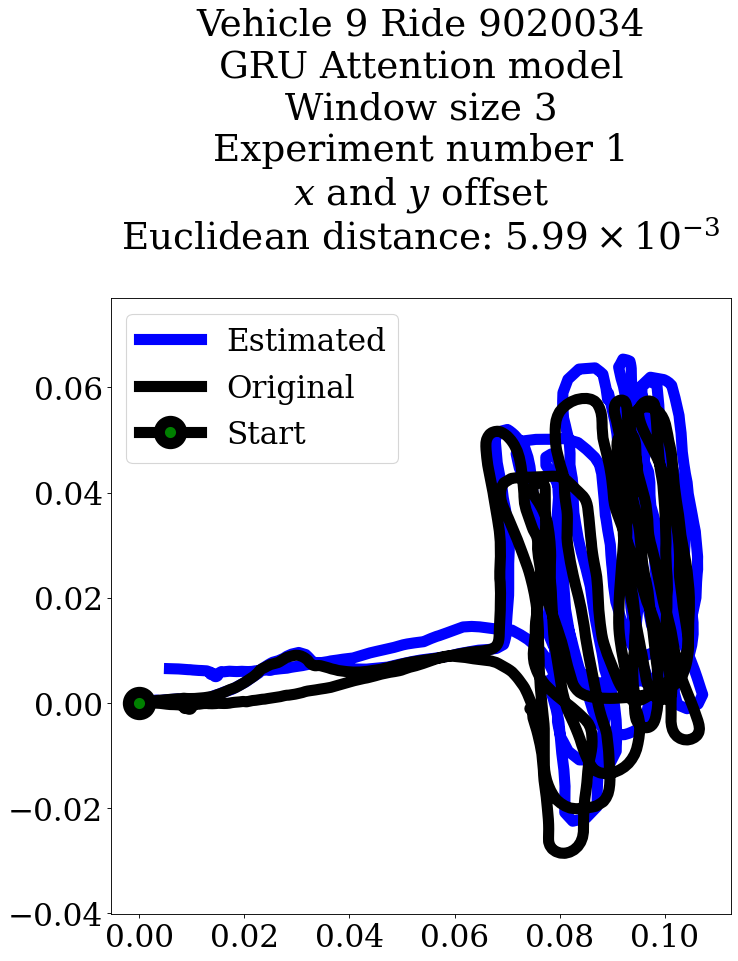 Vehicle 9 Ride 9020034
GRU Attention model
Window size 3
Experiment number 1
x and y offset
Euclidean distance: 5.99 × 10⁻³
Estimated
Original
Start
0.06
0.04
0.02
0.00
−0.02
−0.04
0.00 0.02 0.04 0.06 0.08 0.10